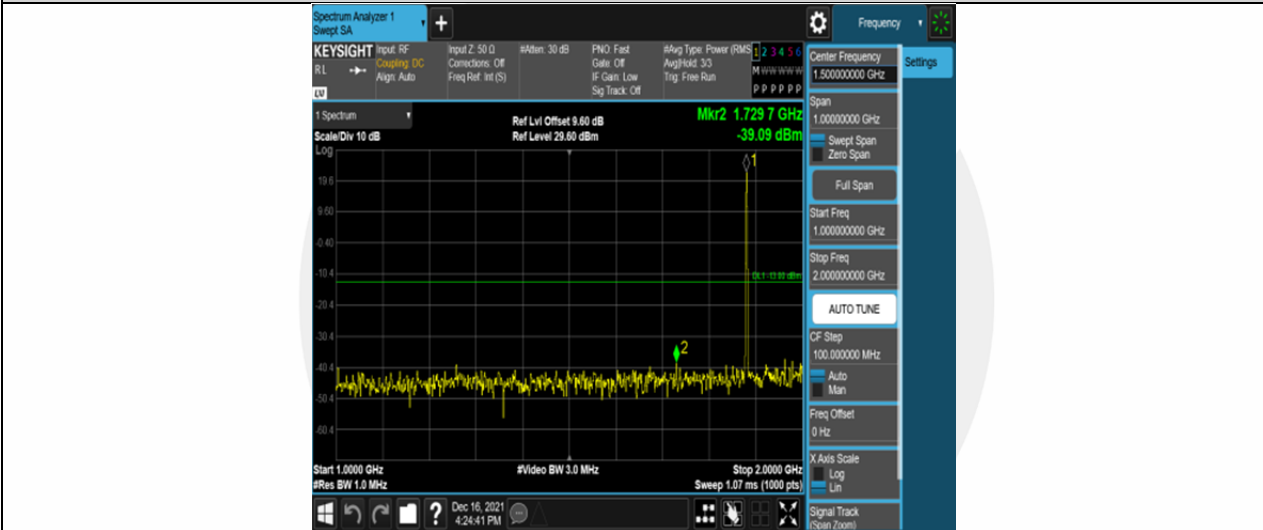 Spectrum Analyzer 1
Swept SA
+
Frequency
KEYSIGHT
RL
LV
Input: RF
Coupling: DC
Align: Auto
Input Z: 50 Ω
Corrections: Off
Freq Ref: Int (S)
#Atten: 30 dB
PNO: Fast
Gate: Off
IF Gain: Low
Sig Track: Off
#Avg Type: Power (RMS
Avg|Hold: 3/3
Trig: Free Run
1 2 3 4 5 6
M W W W W W
P P P P P P
1 Spectrum
Scale/Div 10 dB
Log
Ref Lvl Offset 9.60 dB
Ref Level 29.60 dBm
Mkr2 1.729 7 GHz
-39.09 dBm
1
19.6
9.60
-0.40
-10.4
DL1 -13.00 dBm
-20.4
-30.4
2
-40.4
-50.4
-60.4
Start 1.0000 GHz
#Res BW 1.0 MHz
#Video BW 3.0 MHz
Stop 2.0000 GHz
Sweep 1.07 ms (1000 pts)
?
Dec 16, 2021
4:24:41 PM
Center Frequency
1.500000000 GHz
Settings
Span
1.00000000 GHz
Swept Span
Zero Span
Full Span
Start Freq
1.000000000 GHz
Stop Freq
2.000000000 GHz
AUTO TUNE
CF Step
100.000000 MHz
Auto
Man
Freq Offset
0 Hz
X Axis Scale
Log
Lin
Signal Track
(Span Zoom)